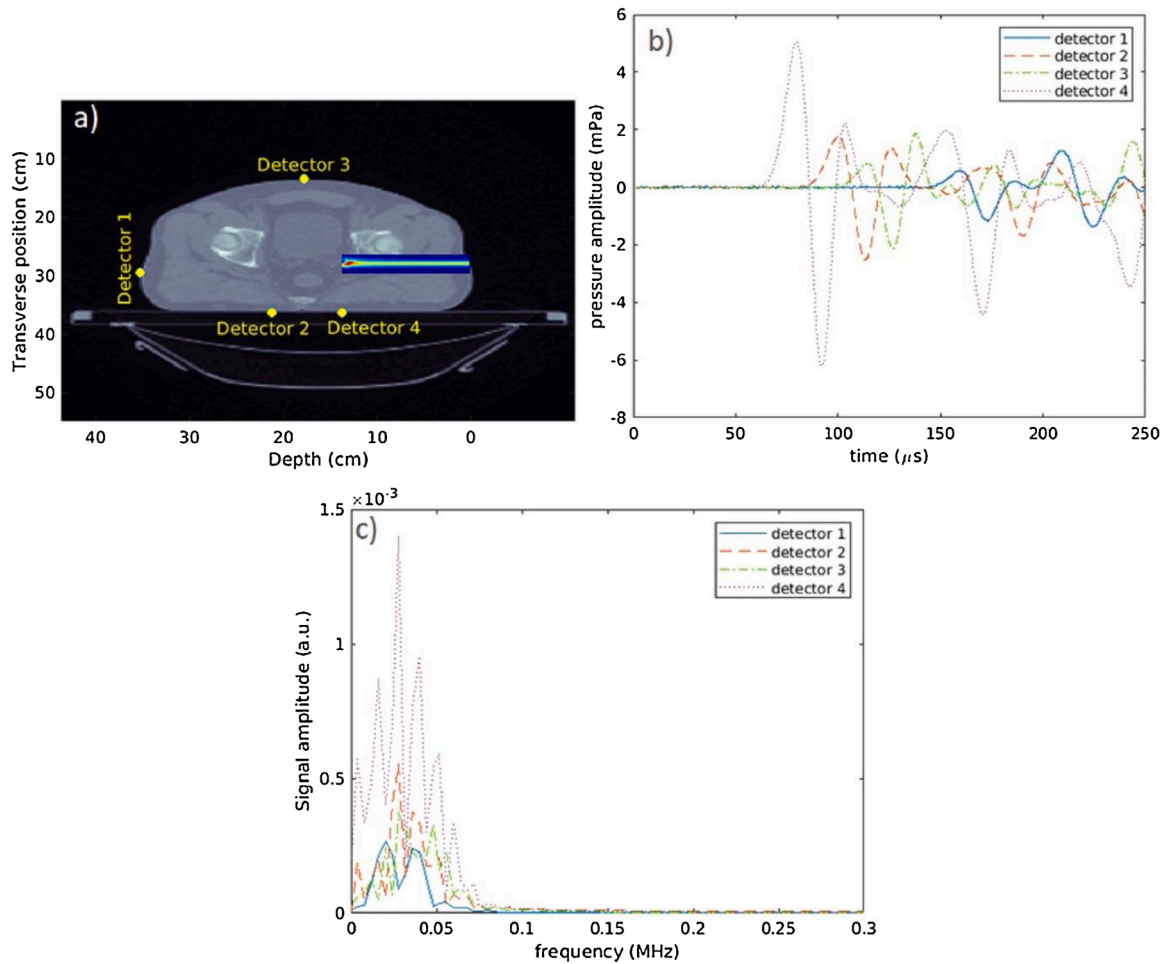 a)
Detector 3
Detector 1
Detector 2
Detector 4
Transverse position (cm)
10
20
30
40
50
40
30
20
10
0
Depth (cm)
b)
detector 1
detector 2
detector 3
detector 4
pressure amplitude (mPa)
6
4
2
0
-2
-4
-6
-8
0
50
100
150
200
250
time (μs)
c)
×10⁻³
detector 1
detector 2
detector 3
detector 4
Signal amplitude (a.u.)
1.5
1
0.5
0
0
0.05
0.1
0.15
0.2
0.25
0.3
frequency (MHz)